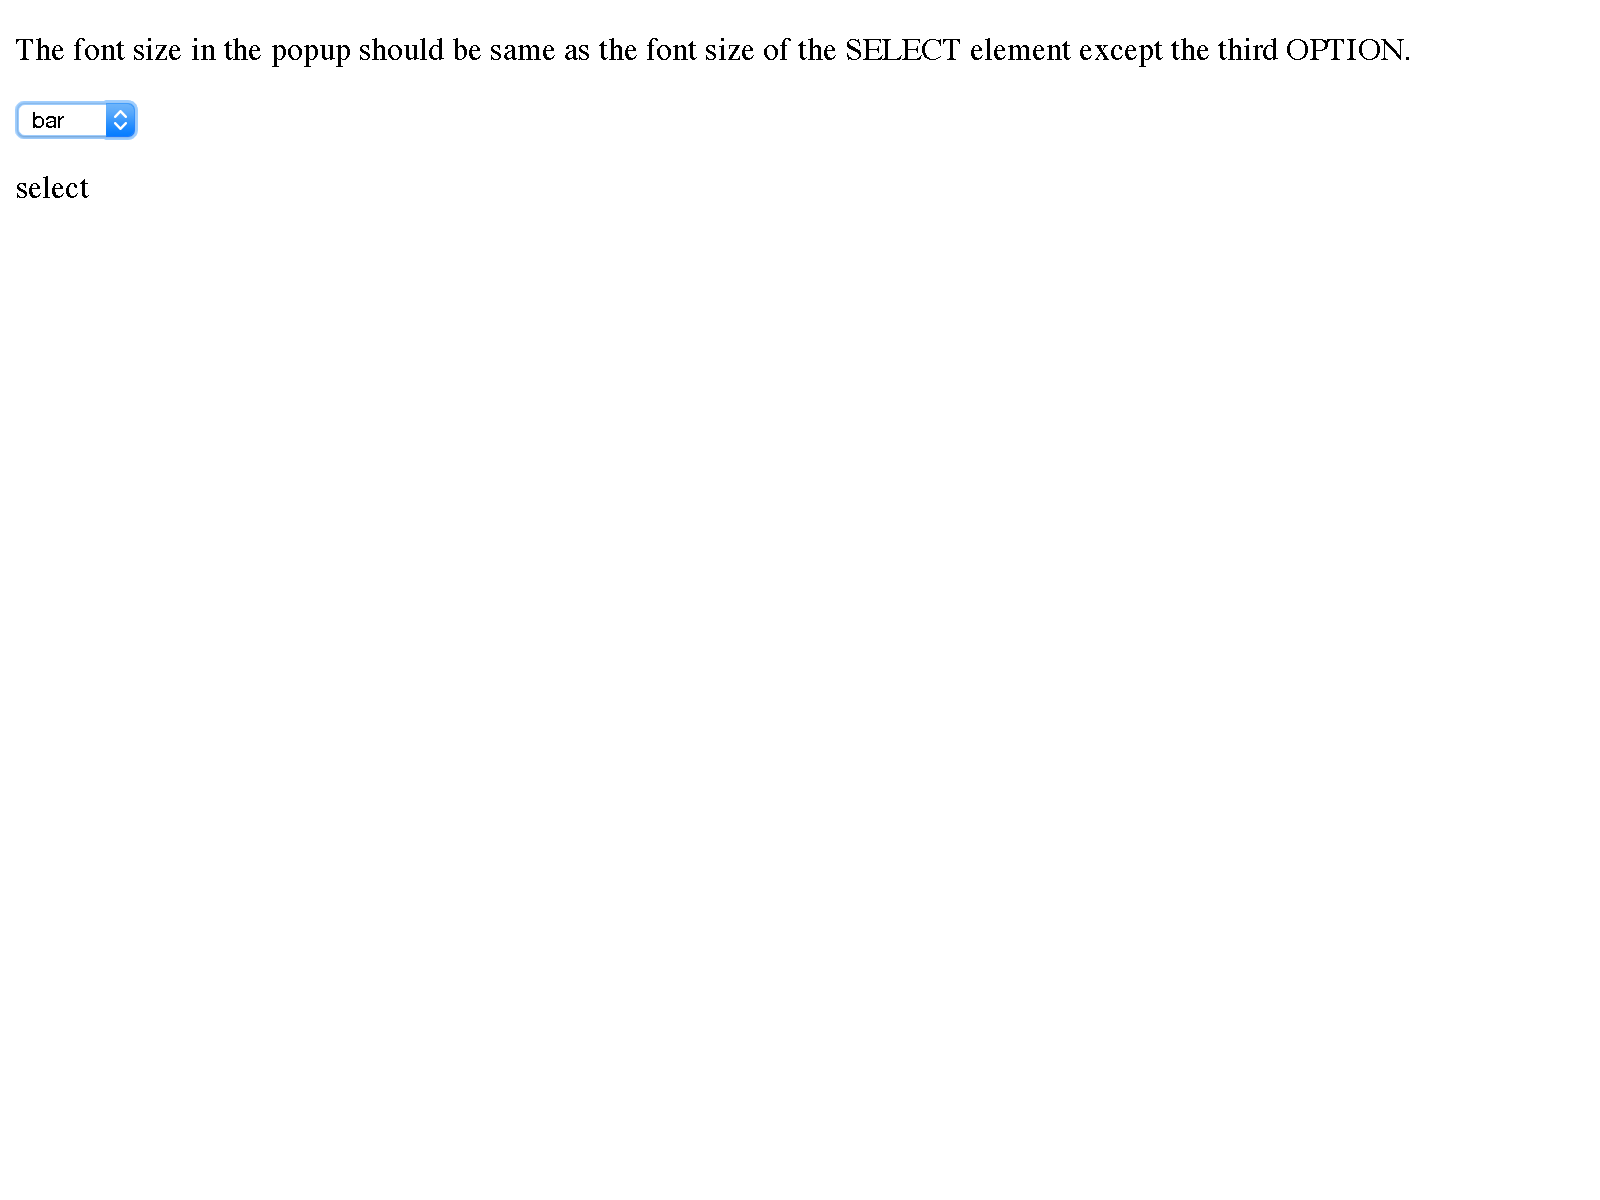 The font size in the popup should be same as the font size of the SELECT element except the third OPTION.
bar
select